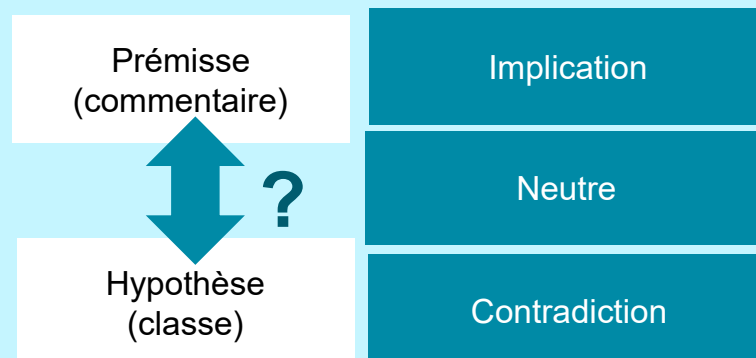 Prémisse
(commentaire)
Implication
?
Neutre
Hypothèse
(classe)
Contradiction